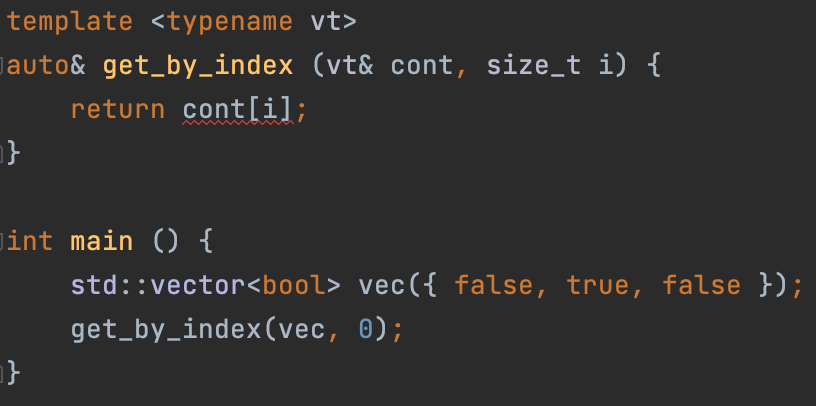 template <typename vt>
auto& get_by_index (vt& cont, size_t i) {
    return cont[i];
}

int main () {
    std::vector<bool> vec({ false, true, false });
    get_by_index(vec, 0);
}